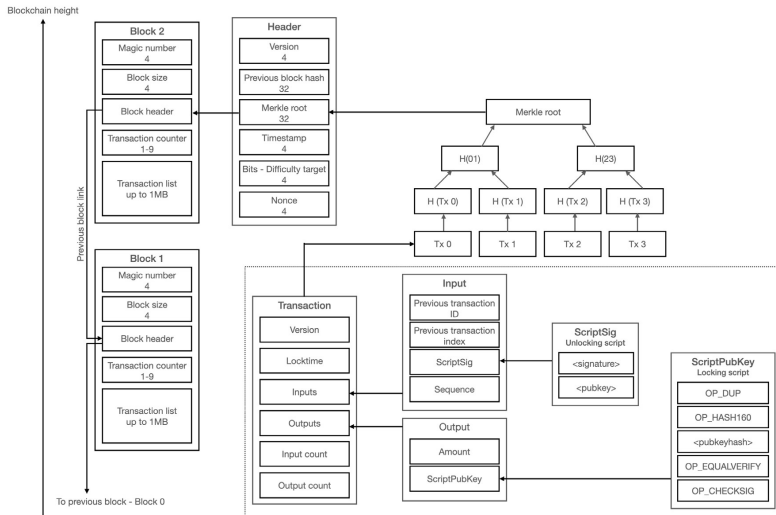 Blockchain height
Block 2
Magic number
4
Block size
4
Block header
Transaction counter
1-9
Transaction list
up to 1MB
Previous block link
Block 1
Magic number
4
Block size
4
Block header
Transaction counter
1-9
Transaction list
up to 1MB
To previous block - Block 0
Header
Version
4
Previous block hash
32
Merkle root
32
Timestamp
4
Bits - Difficulty target
4
Nonce
4
Merkle root
H(01)
H(23)
H (Tx 0)
H (Tx 1)
H (Tx 2)
H (Tx 3)
Tx 0
Tx 1
Tx 2
Tx 3
Transaction
Version
Locktime
Inputs
Outputs
Input count
Output count
Input
Previous transaction
ID
Previous transaction
index
ScriptSig
Sequence
Output
Amount
ScriptPubKey
ScriptSig
Unlocking script
<signature>
<pubkey>
ScriptPubKey
Locking script
OP_DUP
OP_HASH160
<pubkeyhash>
OP_EQUALVERIFY
OP_CHECKSIG